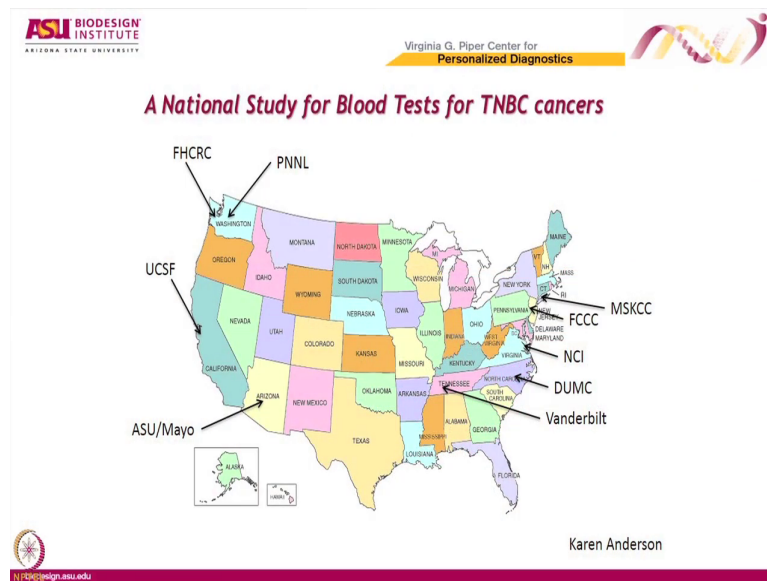 ASU BIODESIGN
INSTITUTE
ARIZONA STATE UNIVERSITY
Virginia G. Piper Center for
Personalized Diagnostics
A National Study for Blood Tests for TNBC cancers
FHCRC
PNNL
UCSF
ASU/Mayo
MSKCC
FCCC
NCI
DUMC
Vanderbilt
WASHINGTON
MONTANA
NORTH DAKOTA
MINNESOTA
MAINE
OREGON
IDAHO
SOUTH DAKOTA
WISCONSIN
MI
MICHIGAN
VT
NH
MASS
NEW YORK
CT
RI
WYOMING
NEBRASKA
IOWA
PENNSYLVANIA
NEW
JERSEY
NEVADA
UTAH
COLORADO
ILLINOIS
INDIANA
OHIO
DELAWARE
MARYLAND
WEST
VIRGINIA
CALIFORNIA
KANSAS
MISSOURI
KENTUCKY
VIRGINIA
ARIZONA
NEW MEXICO
OKLAHOMA
ARKANSAS
TENNESSEE
SOUTH
CAROLINA
TEXAS
MISSISSIPPI
ALABAMA
GEORGIA
LOUISIANA
FLORIDA
ALASKA
HAWAII
Karen Anderson
biodesign.asu.edu